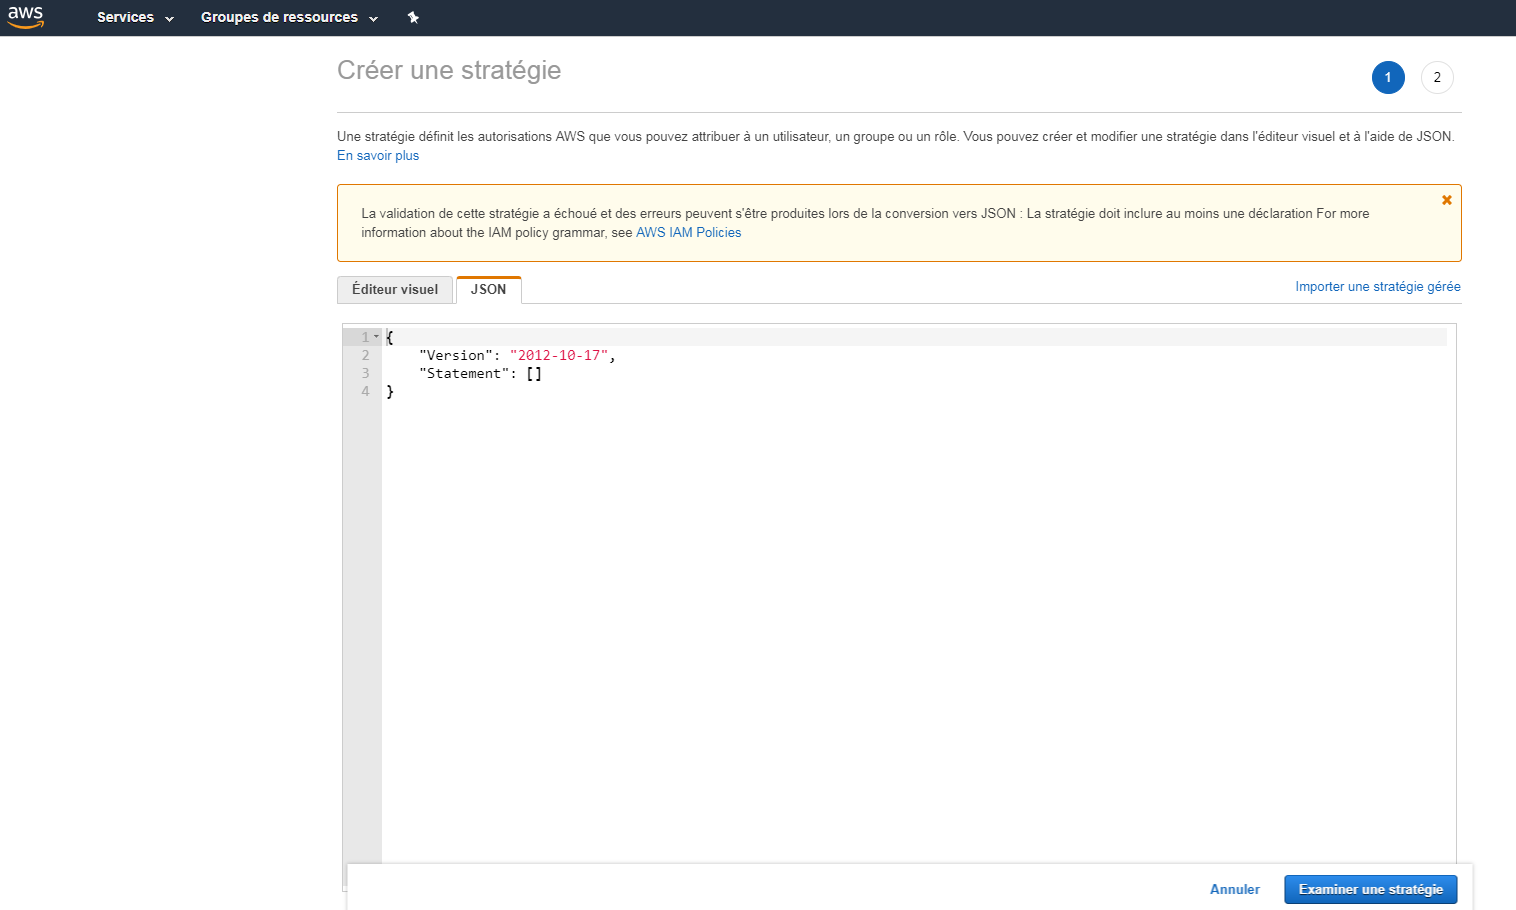 aws Services Groupes de ressources
Créer une stratégie
1 2
Une stratégie définit les autorisations AWS que vous pouvez attribuer à un utilisateur, un groupe ou un rôle. Vous pouvez créer et modifier une stratégie dans l'éditeur visuel et à l'aide de JSON.
En savoir plus
La validation de cette stratégie a échoué et des erreurs peuvent s'être produites lors de la conversion vers JSON : La stratégie doit inclure au moins une déclaration For more
information about the IAM policy grammar, see AWS IAM Policies
Éditeur visuel JSON Importer une stratégie gérée
1 {
2 "Version": "2012-10-17",
3 "Statement": []
4 }
Annuler Examiner une stratégie